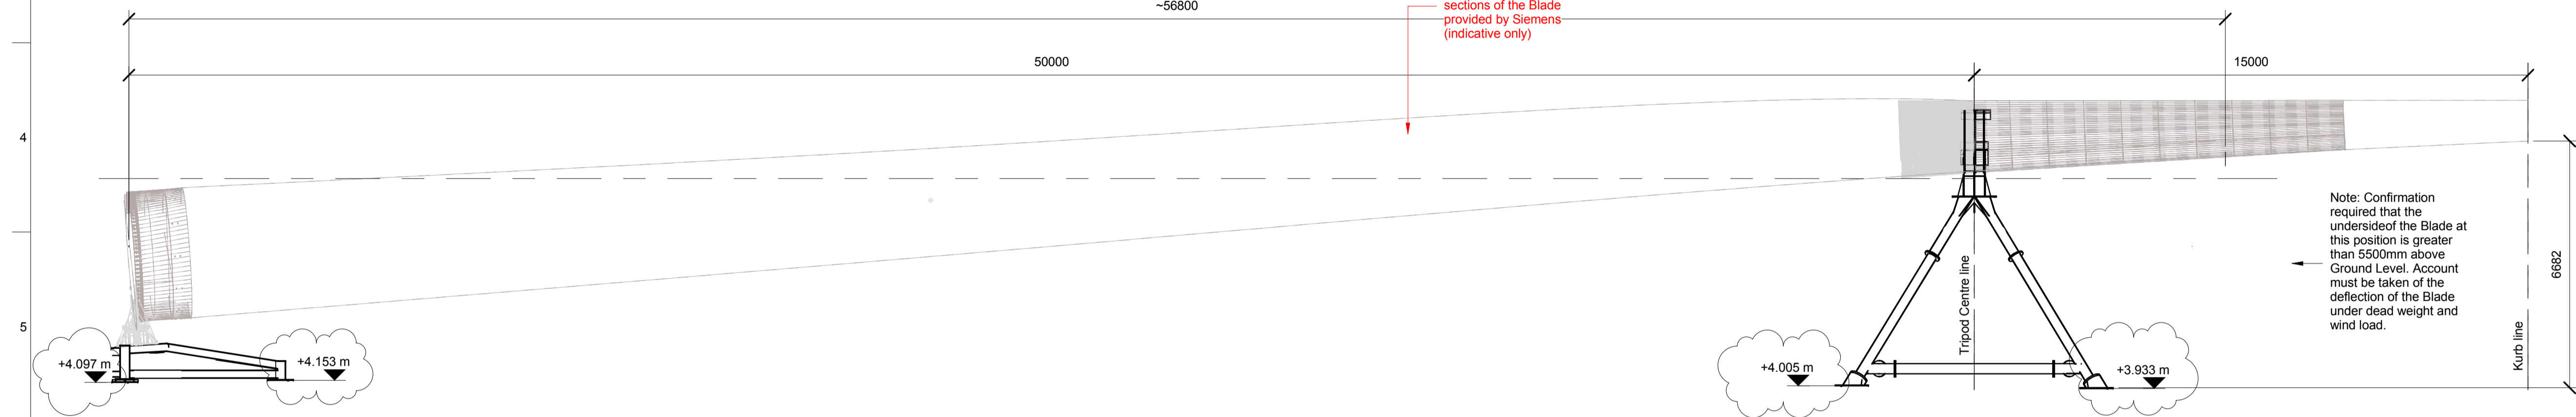 ~56800
sections of the Blade
provided by Siemens
(indicative only)
50000
15000
4
Note: Confirmation
required that the
undersideof the Blade at
this position is greater
than 5500mm above
Ground Level. Account
must be taken of the
deflection of the Blade
under dead weight and
wind load.
6682
5
Tripod Centre line
Kurb line
+4.097 m
+4.153 m
+4.005 m
+3.933 m